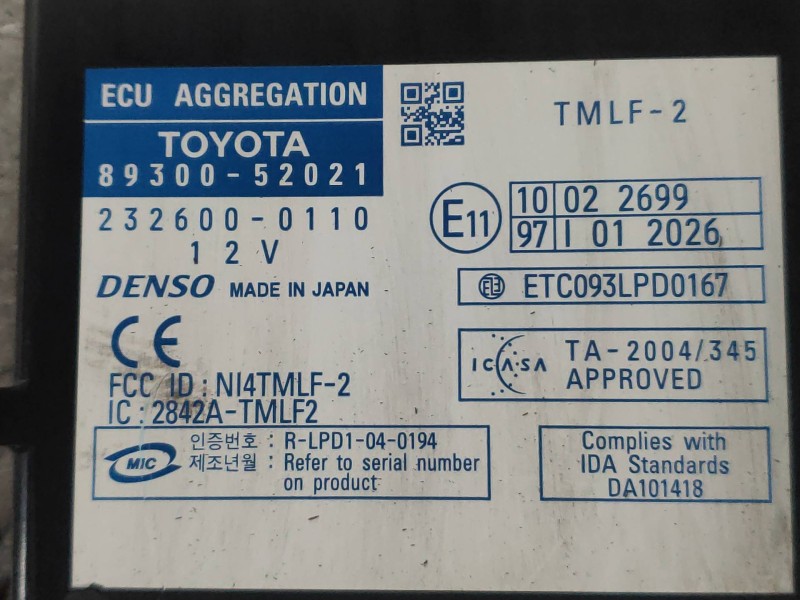 ECU AGGREGATION
TOYOTA
89300-52021
232600-0110
12V
DENSO MADE IN JAPAN
CE
FCC ID : NI4TMLF-2
IC : 2842A-TMLF2
MIC
인증번호 : R-LPD1-04-0194
제조년월 : Refer to serial number
on product
TMLF-2
E11
10 02 2699
97 I 01 2026
ETC093LPD0167
ICASA
TA-2004/345
APPROVED
Complies with
IDA Standards
DA101418